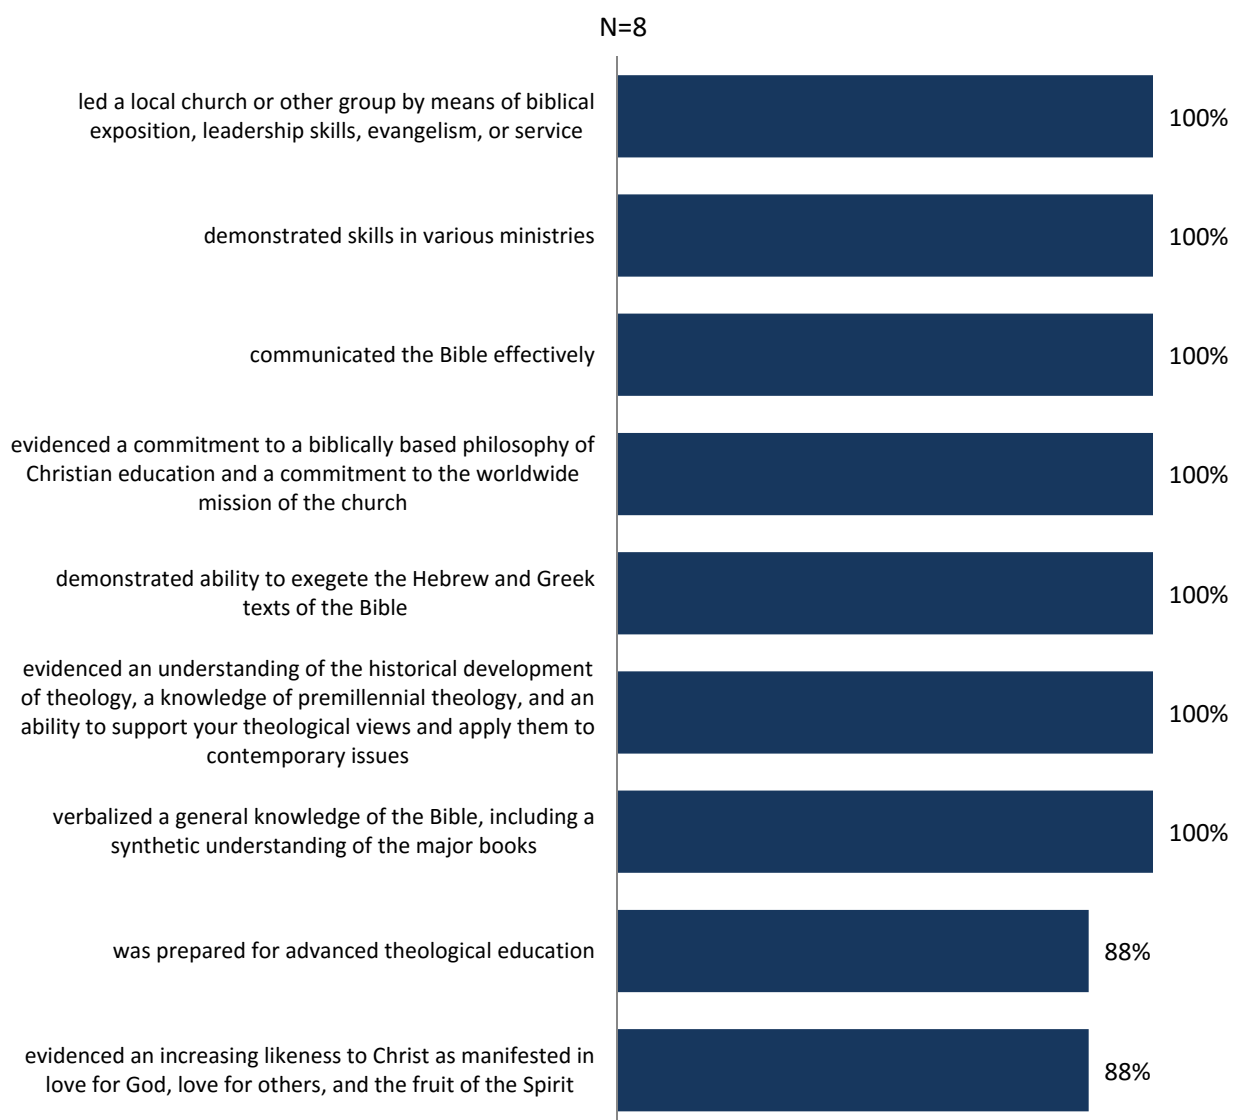 N=8
led a local church or other group by means of biblical
exposition, leadership skills, evangelism, or service
100%
demonstrated skills in various ministries
100%
communicated the Bible effectively
100%
evidenced a commitment to a biblically based philosophy of
Christian education and a commitment to the worldwide
mission of the church
100%
demonstrated ability to exegete the Hebrew and Greek
texts of the Bible
100%
evidenced an understanding of the historical development
of theology, a knowledge of premillennial theology, and an
ability to support your theological views and apply them to
contemporary issues
100%
verbalized a general knowledge of the Bible, including a
synthetic understanding of the major books
100%
was prepared for advanced theological education
88%
evidenced an increasing likeness to Christ as manifested in
love for God, love for others, and the fruit of the Spirit
88%